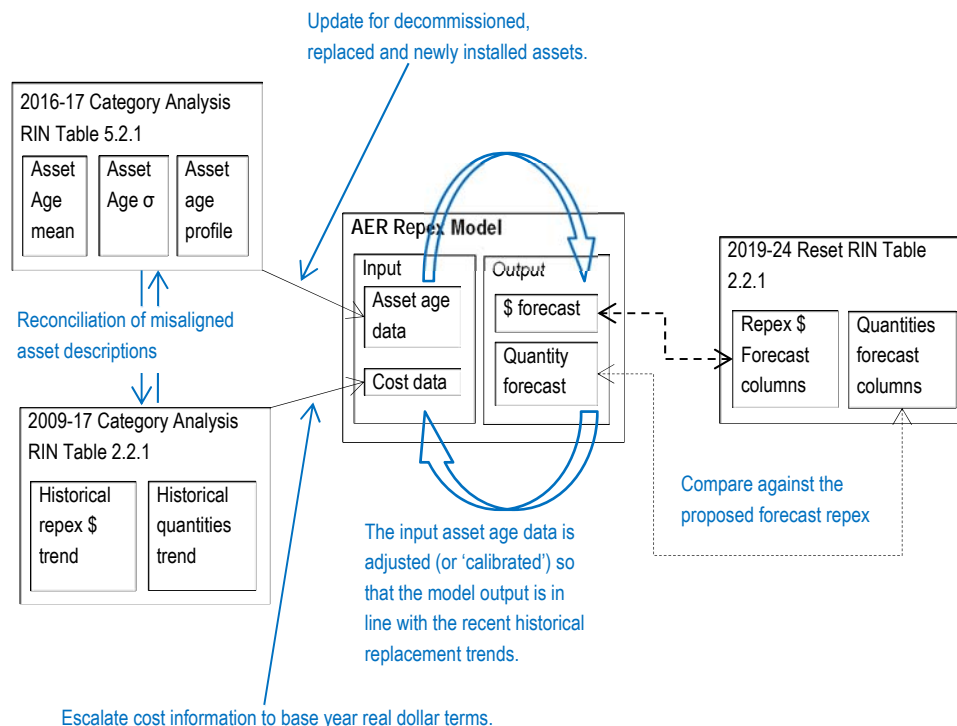 Update for decommissioned,
replaced and newly installed assets.
2016-17 Category Analysis
RIN Table 5.2.1
Asset
Age
mean
Asset
Age σ
Asset
age
profile
Reconciliation of misaligned
asset descriptions
2009-17 Category Analysis
RIN Table 2.2.1
Historical
repex $
trend
Historical
quantities
trend
AER Repex Model
Input
Asset age
data
Cost data
Output
$ forecast
Quantity
forecast
2019-24 Reset RIN Table
2.2.1
Repex $
Forecast
columns
Quantities
forecast
columns
Compare against the
proposed forecast repex
The input asset age data is
adjusted (or ‘calibrated’) so
that the model output is in
line with the recent historical
replacement trends.
Escalate cost information to base year real dollar terms.